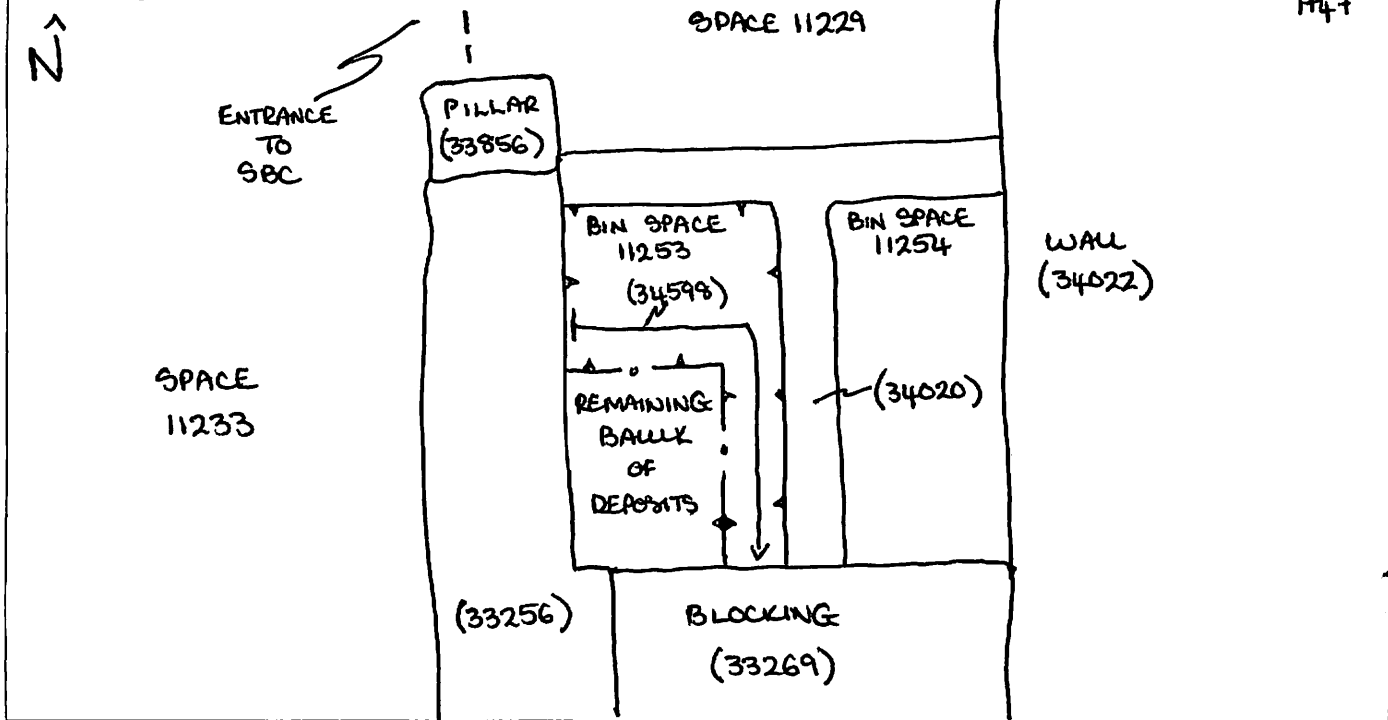 N
SPACE 11229
ENTRANCE
TO
SBC
PILLAR
(33856)
BIN SPACE
11253
(34598)
BIN SPACE
11254
WALL
(34022)
SPACE
11233
REMAINING
BAULK
OF
DEPOSITS
(34020)
(33256)
BLOCKING
(33269)